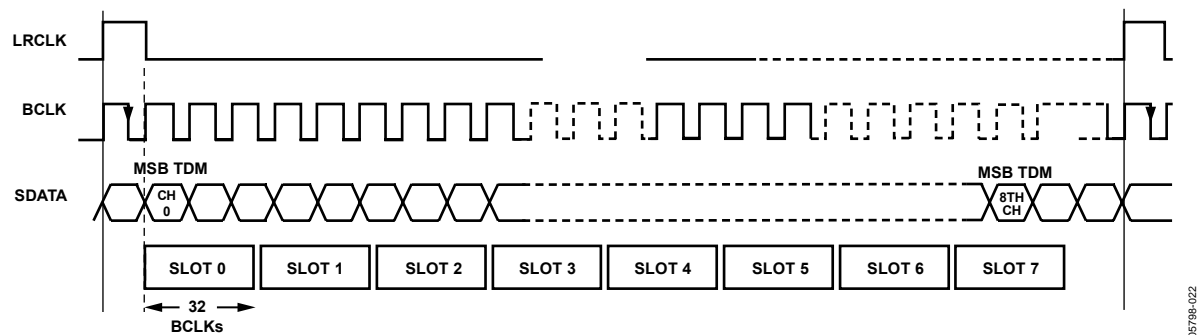 LRCLK
BCLK
MSB TDM
MSB TDM
SDATA
CH
0
8TH
CH
SLOT 0
SLOT 1
SLOT 2
SLOT 3
SLOT 4
SLOT 5
SLOT 6
SLOT 7
32
BCLKs
05798-022